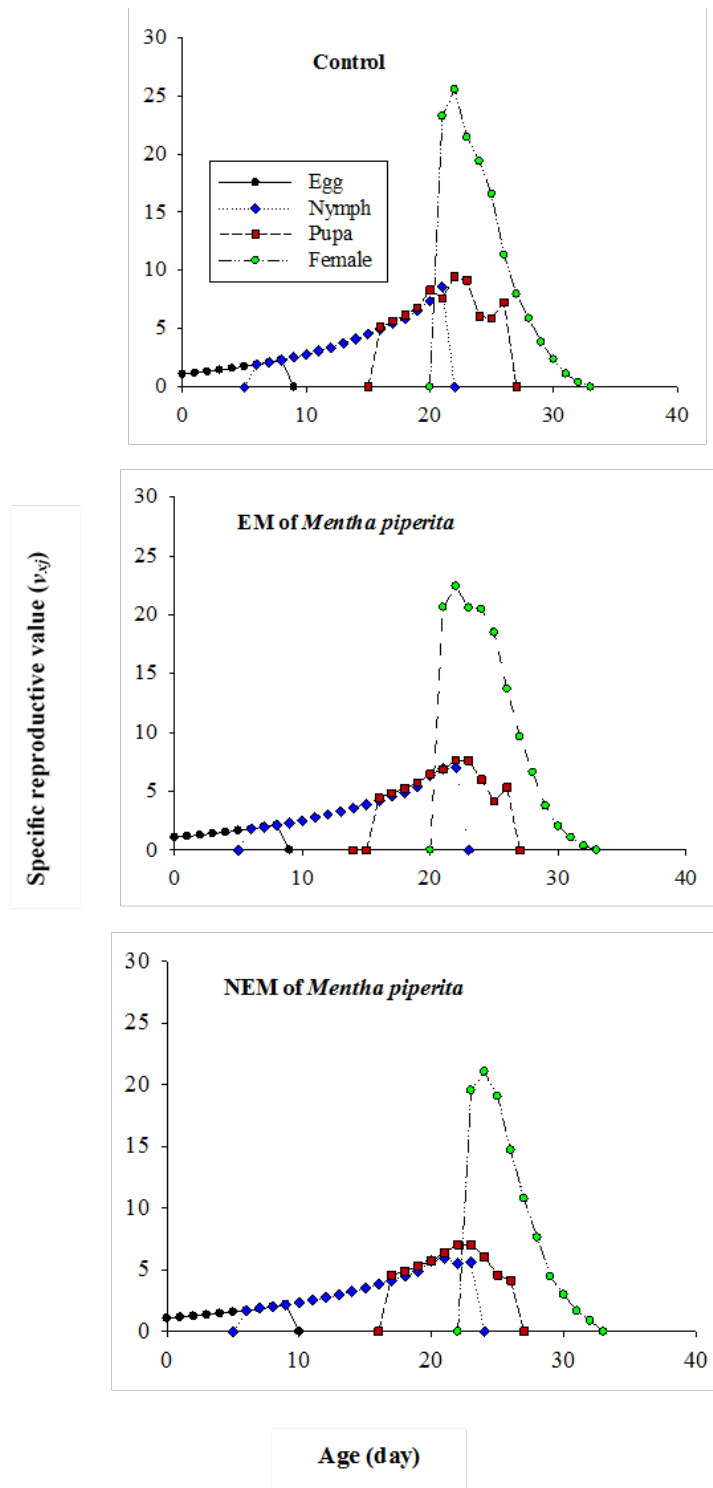 30
25
20
15
10
5
0
Control
Egg
Nymph
Pupa
Female
0 10 20 30 40
30
25
20
15
10
5
0
EM of Mentha piperita
0 10 20 30 40
Specific reproductive value (vxj)
30
25
20
15
10
5
0
NEM of Mentha piperita
0 10 20 30 40
Age (day)